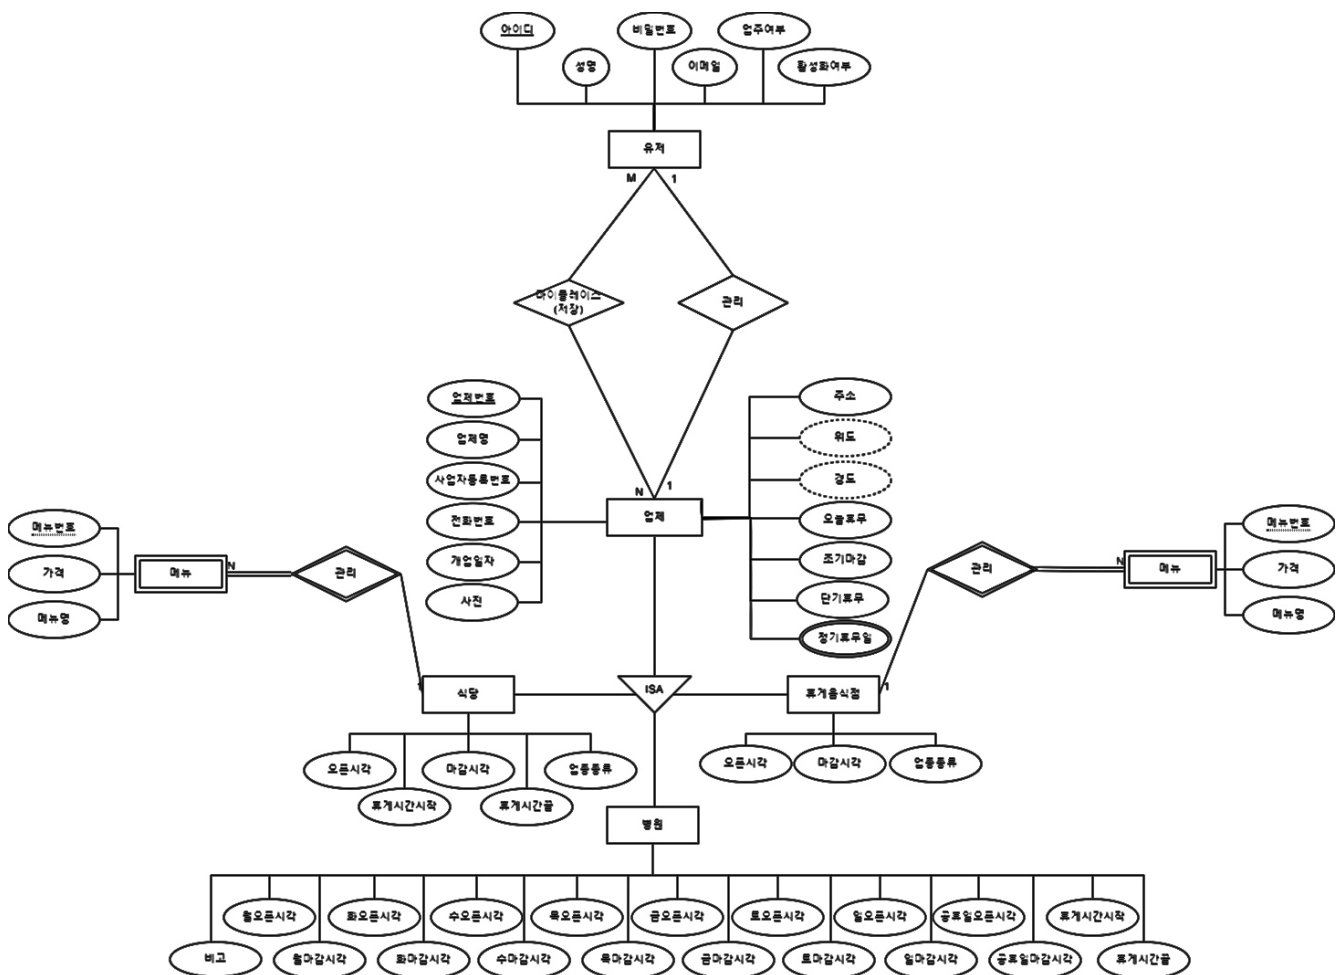 아이디
비밀번호
업주여부
성명
이메일
활성화여부
유저
M
1
마이플레이스
(저장)
관리
업체번호
업체명
사업자등록번호
전화번호
개업일자
사진
주소
위도
경도
오늘휴무
조기마감
단기휴무
정기휴무일
N
1
업체
메뉴번호
가격
메뉴명
메뉴
N
관리
1
식당
ISA
휴게음식점
1
관리
N
메뉴
메뉴번호
가격
메뉴명
오픈시각
마감시각
업종종류
휴게시간시작
휴게시간끝
오픈시각
마감시각
업종종류
병원
월오픈시각
화오픈시각
수오픈시각
목오픈시각
금오픈시각
토오픈시각
일오픈시각
공휴일오픈시각
휴게시간시작
비고
월마감시각
화마감시각
수마감시각
목마감시각
금마감시각
토마감시각
일마감시각
공휴일마감시각
휴게시간끝